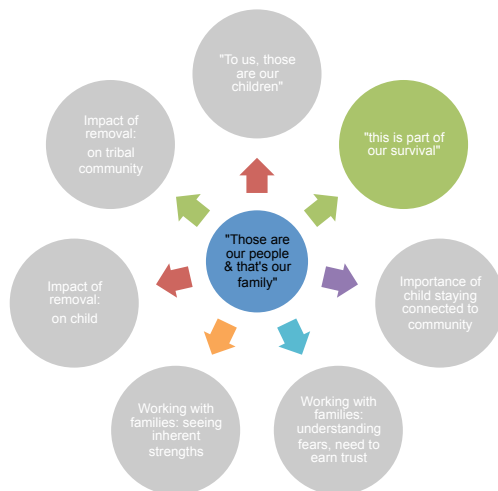 "To us, those
are our
children"
"this is part of
our survival"
Importance of
child staying
connected to
community
Working with
families:
understanding
fears, need to
earn trust
Working with
families: seeing
inherent
strengths
Impact of
removal:
on child
Impact of
removal:
on tribal
community
"Those are
our people
& that's our
family"